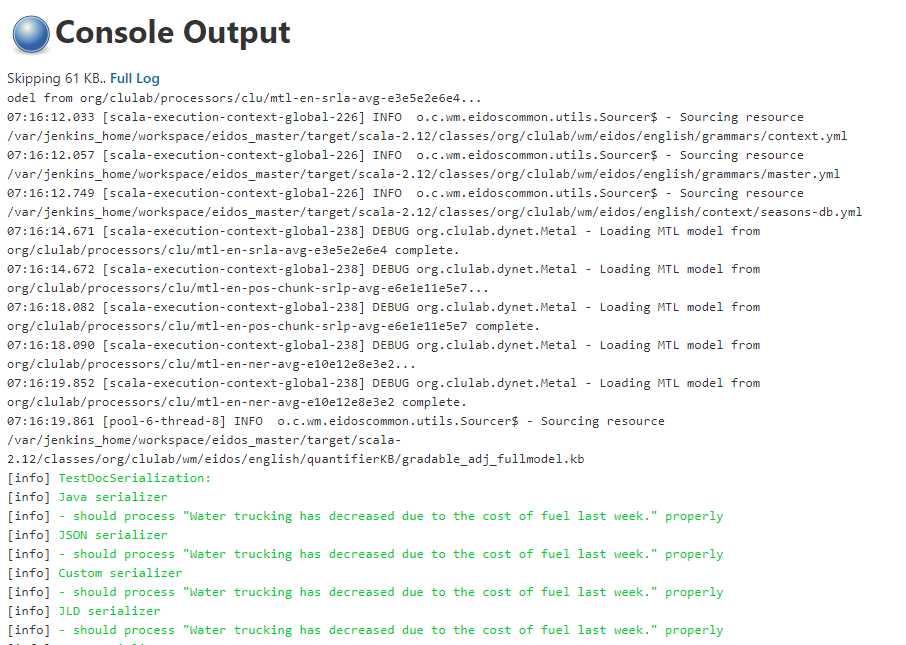 Console Output
Skipping 61 KB.. Full Log
odel from org/clulab/processors/clu/mtl-en-srla-avg-e3e5e2e6e4...
07:16:12.033 [scala-execution-context-global-226] INFO  o.c.wm.eidoscommon.utils.Sourcer$ - Sourcing resource
/var/jenkins_home/workspace/eidos_master/target/scala-2.12/classes/org/clulab/wm/eidos/english/grammars/context.yml
07:16:12.057 [scala-execution-context-global-226] INFO  o.c.wm.eidoscommon.utils.Sourcer$ - Sourcing resource
/var/jenkins_home/workspace/eidos_master/target/scala-2.12/classes/org/clulab/wm/eidos/english/grammars/master.yml
07:16:12.749 [scala-execution-context-global-226] INFO  o.c.wm.eidoscommon.utils.Sourcer$ - Sourcing resource
/var/jenkins_home/workspace/eidos_master/target/scala-2.12/classes/org/clulab/wm/eidos/english/context/seasons-db.yml
07:16:14.671 [scala-execution-context-global-238] DEBUG org.clulab.dynet.Metal - Loading MTL model from
org/clulab/processors/clu/mtl-en-srla-avg-e3e5e2e6e4 complete.
07:16:14.672 [scala-execution-context-global-238] DEBUG org.clulab.dynet.Metal - Loading MTL model from
org/clulab/processors/clu/mtl-en-pos-chunk-srlp-avg-e6e1e11e5e7...
07:16:18.082 [scala-execution-context-global-238] DEBUG org.clulab.dynet.Metal - Loading MTL model from
org/clulab/processors/clu/mtl-en-pos-chunk-srlp-avg-e6e1e11e5e7 complete.
07:16:18.090 [scala-execution-context-global-238] DEBUG org.clulab.dynet.Metal - Loading MTL model from
org/clulab/processors/clu/mtl-en-ner-avg-e10e12e8e3e2...
07:16:19.852 [scala-execution-context-global-238] DEBUG org.clulab.dynet.Metal - Loading MTL model from
org/clulab/processors/clu/mtl-en-ner-avg-e10e12e8e3e2 complete.
07:16:19.861 [pool-6-thread-8] INFO  o.c.wm.eidoscommon.utils.Sourcer$ - Sourcing resource
/var/jenkins_home/workspace/eidos_master/target/scala-
2.12/classes/org/clulab/wm/eidos/english/quantifierKB/gradable_adj_fullmodel.kb
[info] TestDocSerialization:
[info] Java serializer
[info] - should process "Water trucking has decreased due to the cost of fuel last week." properly
[info] JSON serializer
[info] - should process "Water trucking has decreased due to the cost of fuel last week." properly
[info] Custom serializer
[info] - should process "Water trucking has decreased due to the cost of fuel last week." properly
[info] JLD serializer
[info] - should process "Water trucking has decreased due to the cost of fuel last week." properly